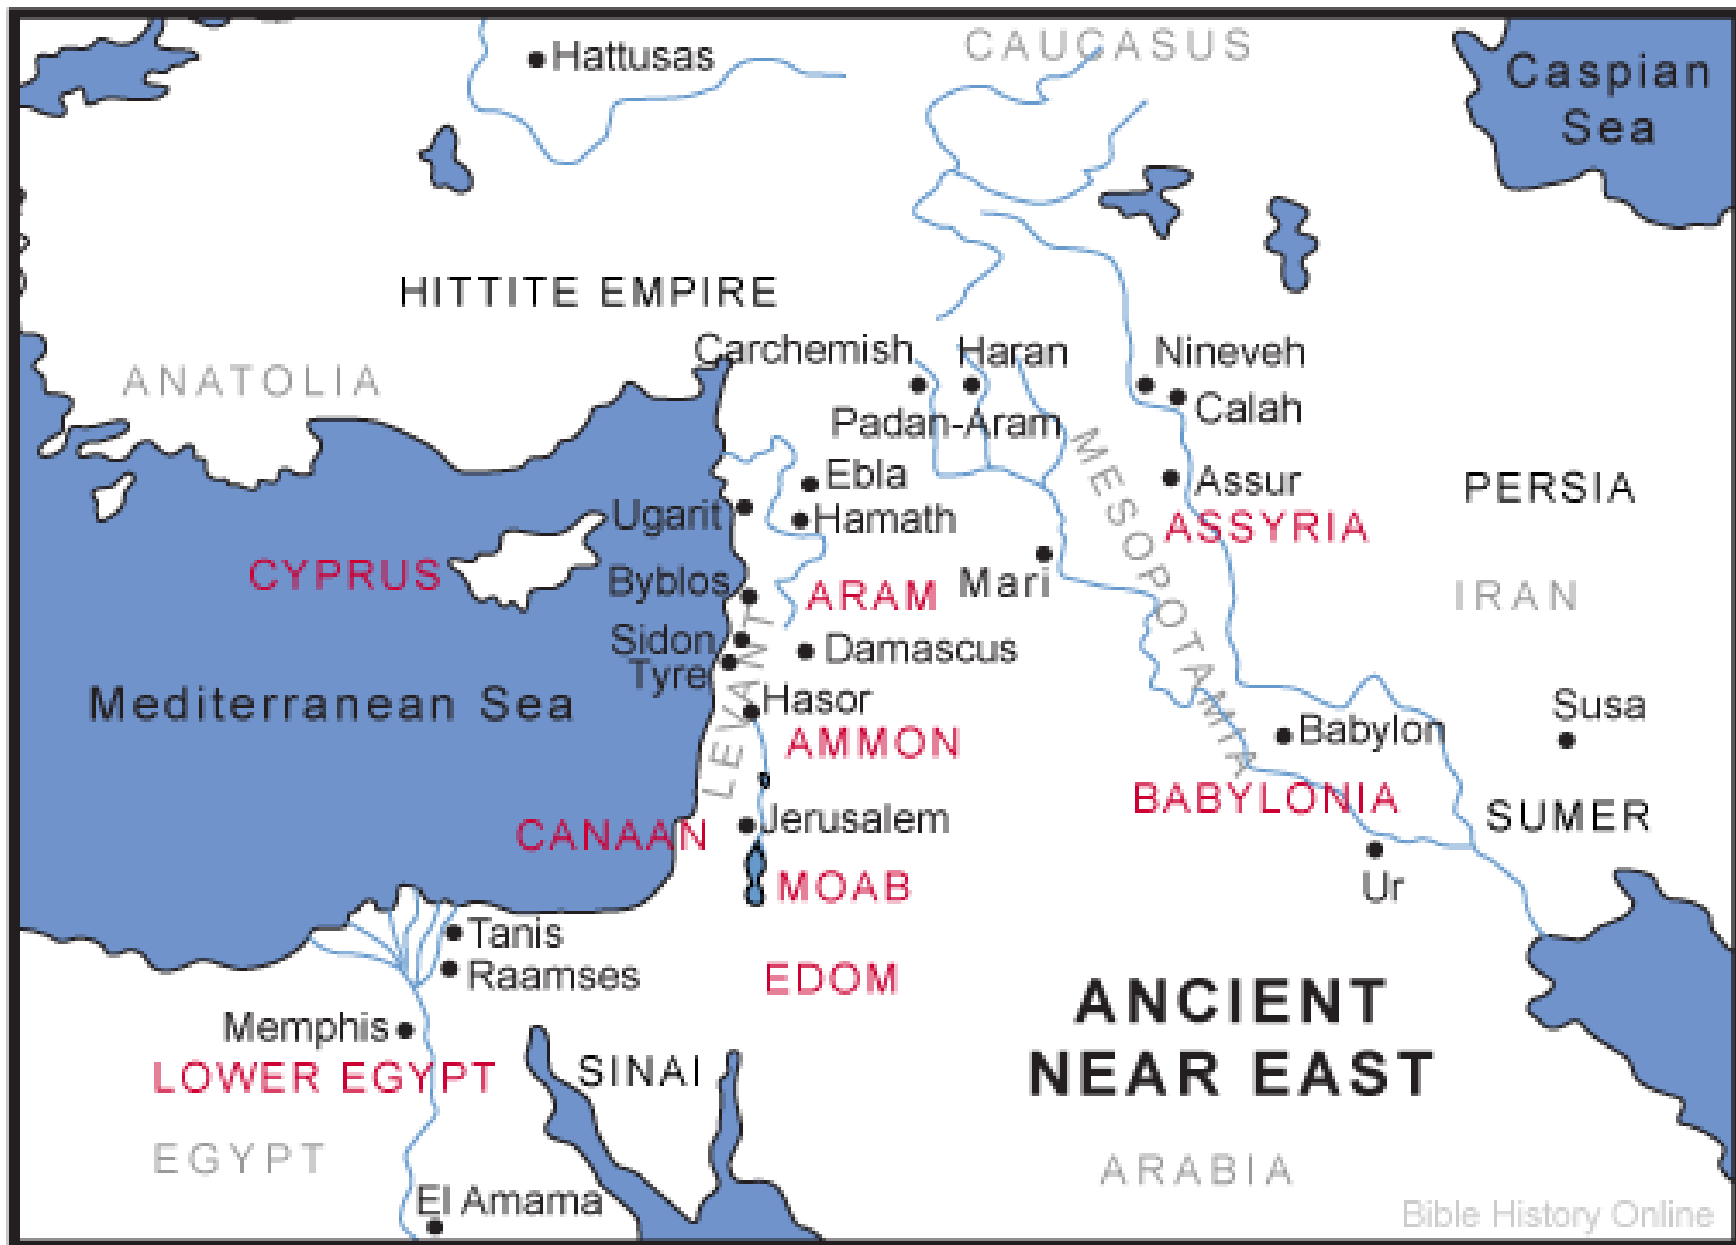 CAUCASUS
Hattusas
Caspian
Sea
HITTITE EMPIRE
Carchemish
Haran
Nineveh
ANATOLIA
Calah
Padan-Aram
MESOPOTAMIA
Ebla
Assur
PERSIA
Ugarit
Hamath
ASSYRIA
CYPRUS
Byblos
ARAM
Mari
IRAN
Sidon
Damascus
Tyre
LEVANT
Mediterranean Sea
Hasor
Susa
AMMON
Babylon
BABYLONIA
CANAAN
Jerusalem
SUMER
MOAB
Ur
Tanis
Raamses
EDOM
ANCIENT
NEAR EAST
Memphis
LOWER EGYPT
SINAI
EGYPT
ARABIA
El Amama
Bible History Online